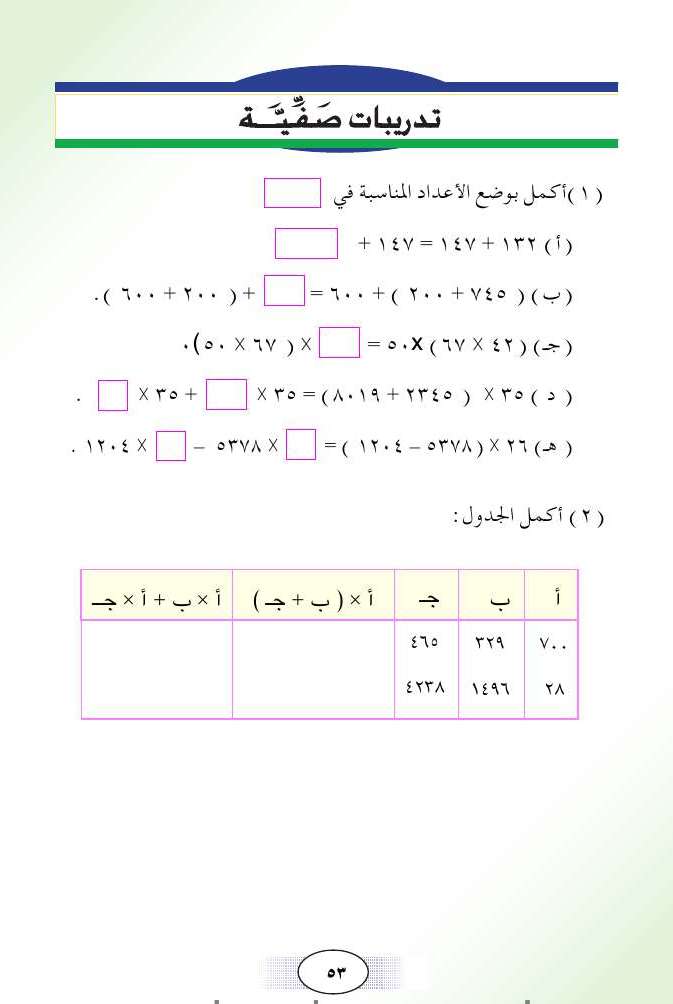 تدريبات صَفِّيَّــة
( ١ )أكمل بوضع الأعداد المناسبة في
( أ ) ١٣٢ + ١٤٧ = ١٤٧ +
( ب ) ( ٧٤٥ + ٢٠٠ ) + ٦٠٠ = + ( ٢٠٠ + ٦٠٠ ) .
( جـ ) ( ٤٢ × ٦٧ ) ×٥٠ = × ( ٦٧ × ٥٠ )٠
( د ) ٣٥ × ( ٢٣٤٥ + ٨٠١٩ ) = ٣٥ × + ٣٥ × .
( هـ ) ٢٦ × ( ٥٣٧٨ – ١٢٠٤ ) = × ٥٣٧٨ – × ١٢٠٤ .
( ٢ ) أكمل الجدول :
أ ب جـ أ × ( ب + جـ ) أ × ب + أ × جـ
٧٠٠ ٣٢٩ ٤٦٥
٢٨ ١٤٩٦ ٤٢٣٨
٥٣